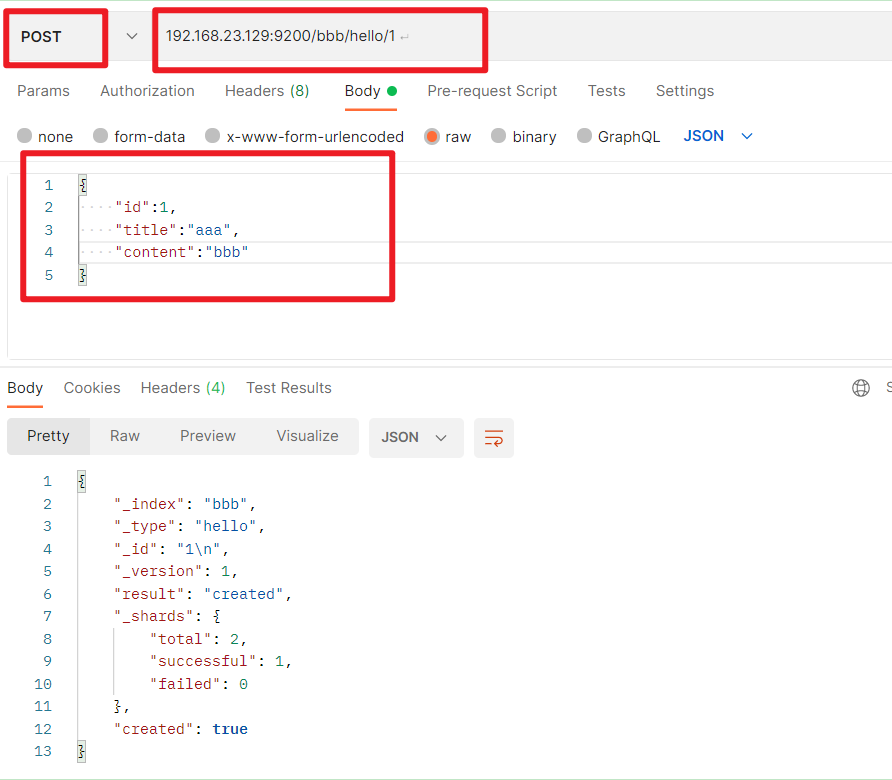 POST 192.168.23.129:9200/bbb/hello/1 ↵
Params Authorization Headers (8) Body Pre-request Script Tests Settings
none form-data x-www-form-urlencoded raw binary GraphQL JSON
1 {
2 ····"id":1,
3 ····"title":"aaa",
4 ····"content":"bbb"
5 }
Body Cookies Headers (4) Test Results
Pretty Raw Preview Visualize JSON
1 {
2 "_index": "bbb",
3 "_type": "hello",
4 "_id": "1\n",
5 "_version": 1,
6 "result": "created",
7 "_shards": {
8 "total": 2,
9 "successful": 1,
10 "failed": 0
11 },
12 "created": true
13 }